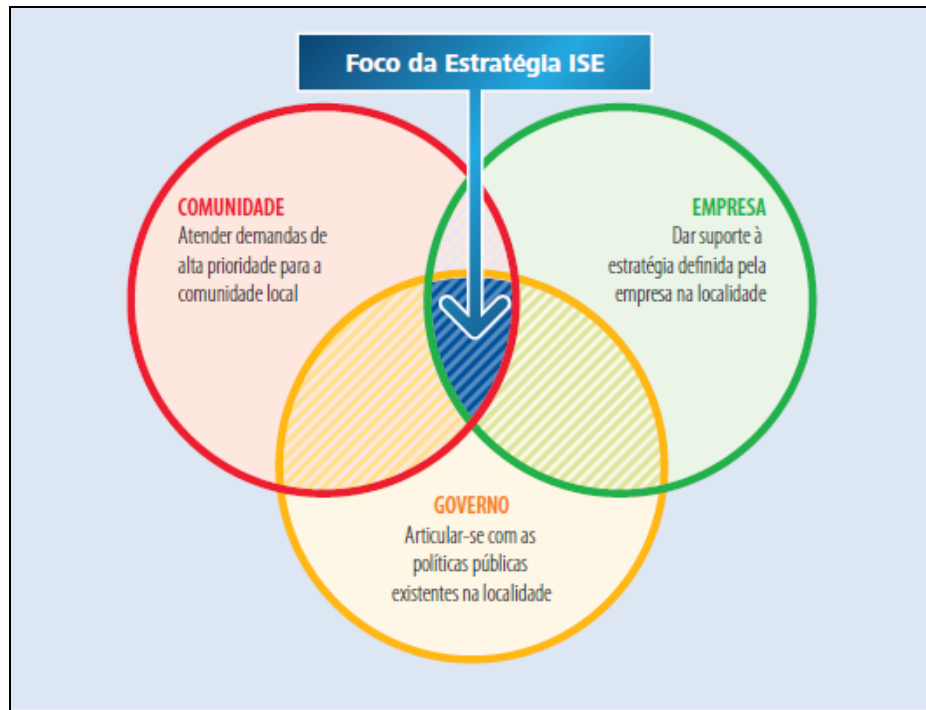 Foco da Estratégia ISE
COMUNIDADE
Atender demandas de
alta prioridade para a
comunidade local
EMPRESA
Dar suporte à
estratégia definida pela
empresa na localidade
GOVERNO
Articular-se com as
políticas públicas
existentes na localidade